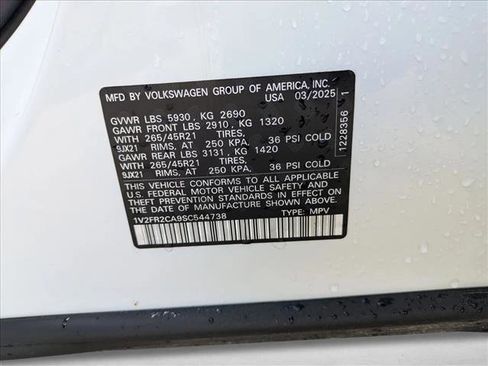 MFD BY VOLKSWAGEN GROUP OF AMERICA, INC.
USA 03/2025
GVWR LBS 5930, KG 2690
GAWR FRONT LBS 2910, KG 1320
WITH 265/45R21 TIRES,
9JX21 RIMS, AT 250 KPA, 36 PSI COLD
GAWR REAR LBS 3131, KG 1420
WITH 265/45R21 TIRES,
9JX21 RIMS, AT 250 KPA, 36 PSI COLD
THIS VEHICLE CONFORMS TO ALL APPLICABLE
U.S. FEDERAL MOTOR VEHICLE SAFETY AND
THEFT PREVENTION STANDARDS IN EFFECT ON
THE DATE OF MANUFACTURE SHOWN ABOVE.
1V2FR2CA9SC544738 TYPE: MPV
1228356 1